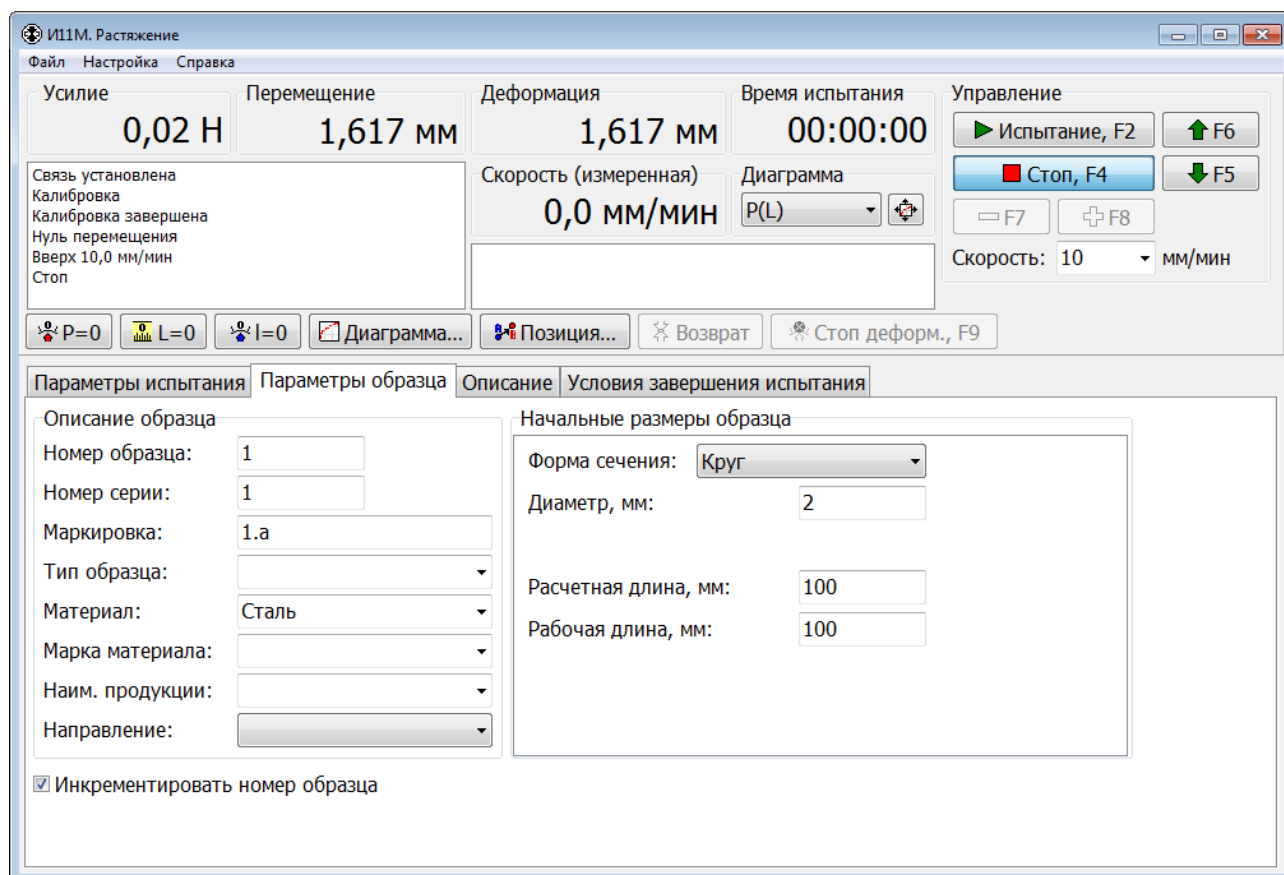 И11М. Растяжение
Файл Настройка Справка
Усилие Перемещение Деформация Время испытания Управление
0,02 Н 1,617 мм 1,617 мм 00:00:00
Испытание, F2 F6
Связь установлена
Калибровка
Калибровка завершена
Нуль перемещения
Вверх 10,0 мм/мин
Стоп
Скорость (измеренная) Диаграмма
0,0 мм/мин P(L)
Стоп, F4 F5
F7 F8
Скорость: 10 мм/мин
P=0 L=0 l=0 Диаграмма... Позиция... Возврат Стоп деформ., F9
Параметры испытания Параметры образца Описание Условия завершения испытания
Описание образца
Номер образца: 1
Номер серии: 1
Маркировка: 1.а
Тип образца:
Материал: Сталь
Марка материала:
Наим. продукции:
Направление:
Начальные размеры образца
Форма сечения: Круг
Диаметр, мм: 2
Расчетная длина, мм: 100
Рабочая длина, мм: 100
Инкрементировать номер образца